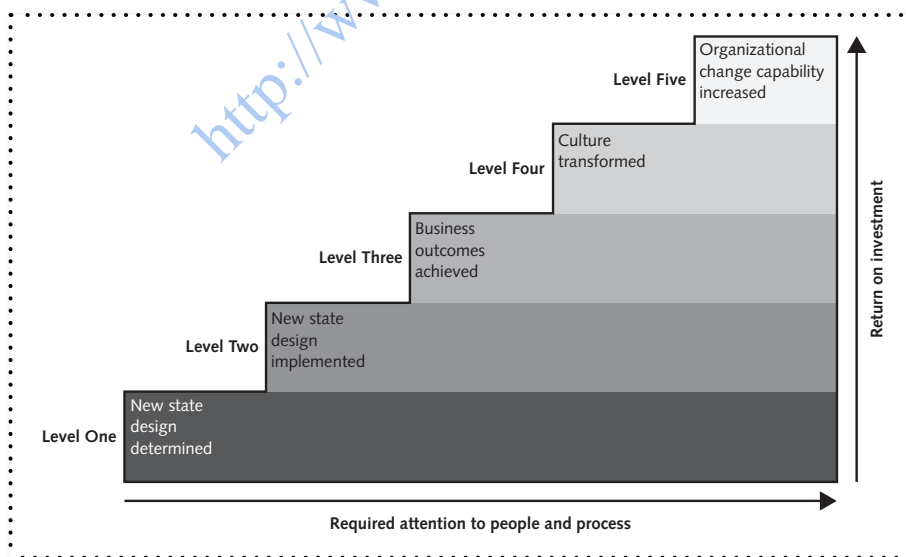 http://w
Organizational
change capability
increased
Level Five
Culture
transformed
Level Four
Business
outcomes
achieved
Level Three
New state
design
implemented
Level Two
New state
design
determined
Level One
Return on investment
Required attention to people and process